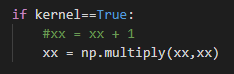 if kernel==True:
    #xx = xx + 1
    xx = np.multiply(xx,xx)